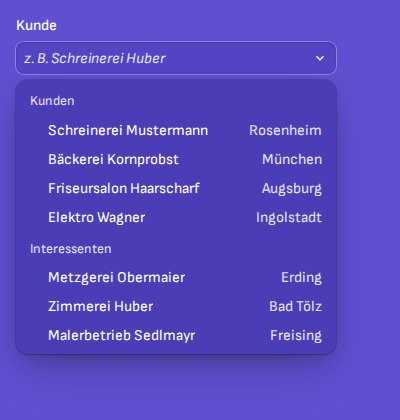 Kunde
z. B. Schreinerei Huber
Kunden
Schreinerei Mustermann Rosenheim
Bäckerei Kornprobst München
Friseursalon Haarscharf Augsburg
Elektro Wagner Ingolstadt
Interessenten
Metzgerei Obermaier Erding
Zimmerei Huber Bad Tölz
Malerbetrieb Sedlmayr Freising